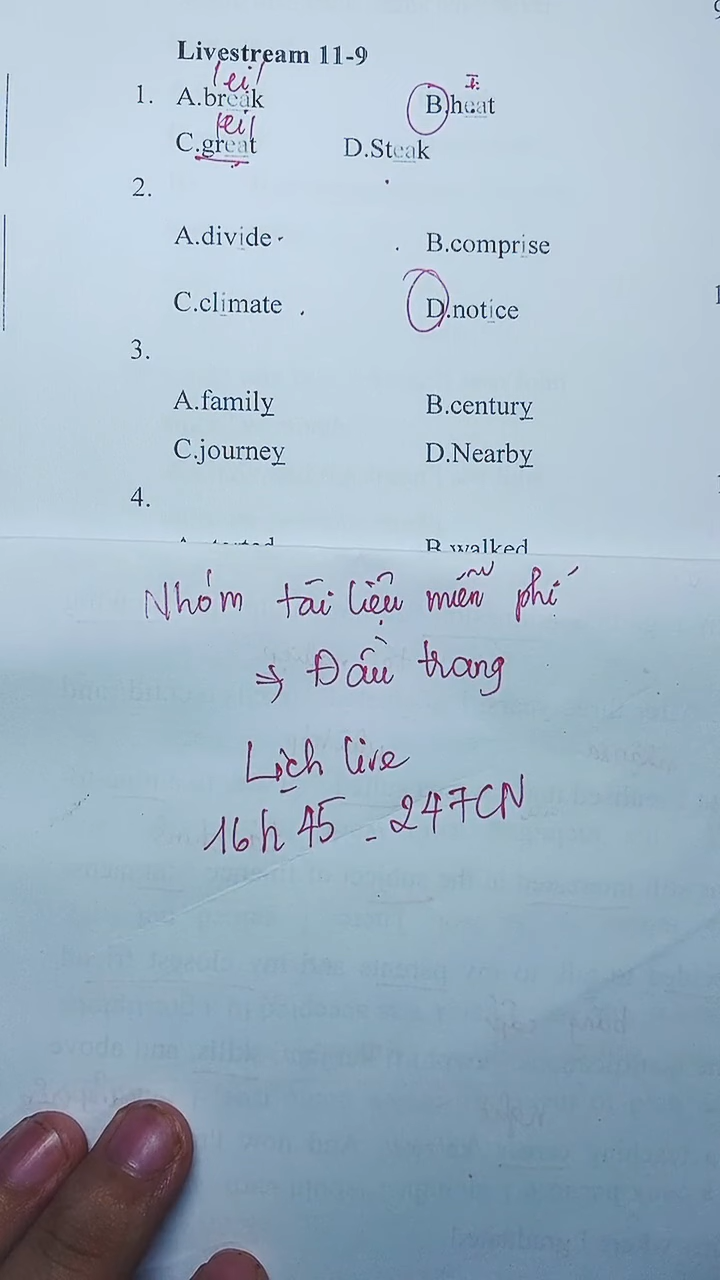 Livestream 11-9
/ei/
1. A.break B.heat
/ei/
C.great D.Steak
2.
A.divide B.comprise
C.climate D.notice
3.
A.family B.century
C.journey D.Nearby
4.
B.walked
Nhóm tài liệu miễn phí
⇒ Đầu trang
Lịch live
16h45 - 247CN